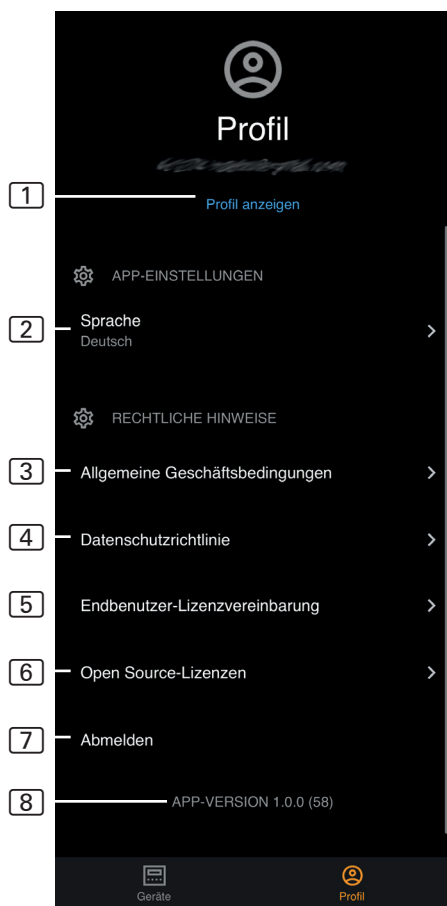 Profil
1
Profil anzeigen
APP-EINSTELLUNGEN
2
Sprache
Deutsch
RECHTLICHE HINWEISE
3
Allgemeine Geschäftsbedingungen
4
Datenschutzrichtlinie
5
Endbenutzer-Lizenzvereinbarung
6
Open Source-Lizenzen
7
Abmelden
8
APP-VERSION 1.0.0 (58)
Geräte
Profil